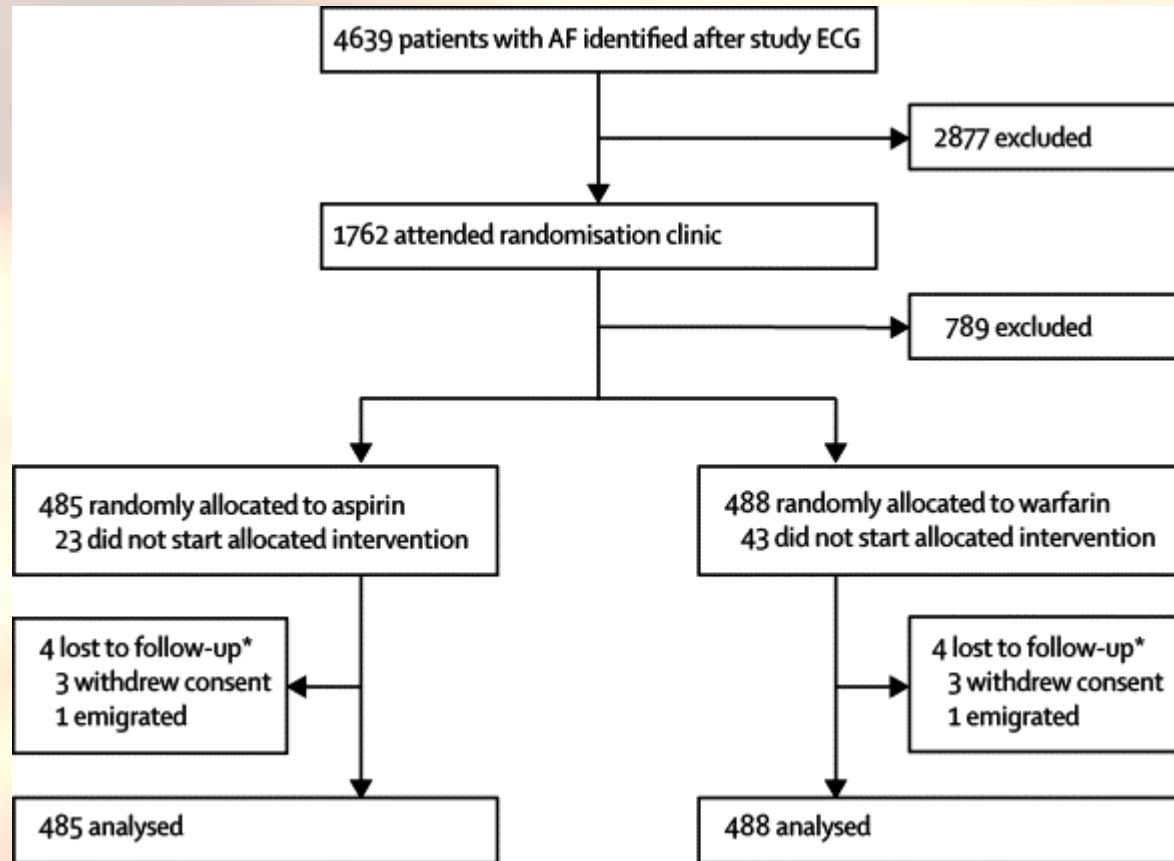 4639 patients with AF identified after study ECG
2877 excluded
1762 attended randomisation clinic
789 excluded
485 randomly allocated to aspirin
23 did not start allocated intervention
488 randomly allocated to warfarin
43 did not start allocated intervention
4 lost to follow-up*
3 withdrew consent
1 emigrated
4 lost to follow-up*
3 withdrew consent
1 emigrated
485 analysed
488 analysed